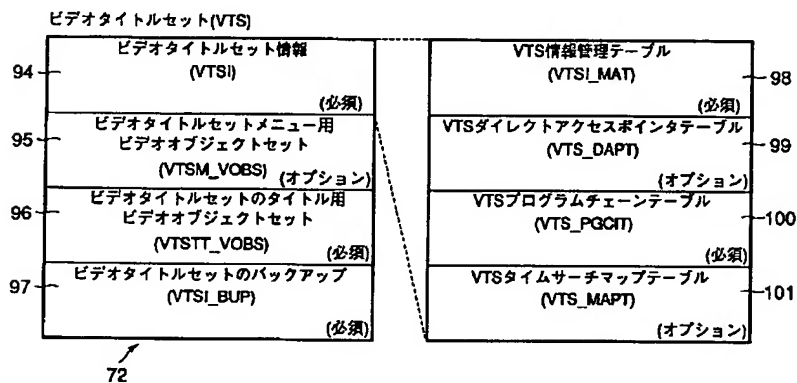 ビデオタイトルセット(VTS)
94
ビデオタイトルセット情報
(VTSI)
(必須)
95
ビデオタイトルセットメニュー用
ビデオオブジェクトセット
(VTSM_VOBS)
(オプション)
96
ビデオタイトルセットのタイトル用
ビデオオブジェクトセット
(VTSTT_VOBS)
(必須)
97
ビデオタイトルセットのバックアップ
(VTSI_BUP)
(必須)
72
VTS情報管理テーブル
(VTSI_MAT)
(必須)
98
VTSダイレクトアクセスポインタテーブル
(VTS_DAPT)
99
VTSプログラムチェーンテーブル
(VTS_PGCIT)
(必須)
100
VTSタイムサーチマップテーブル
(VTS_MAPT)
(オプション)
101